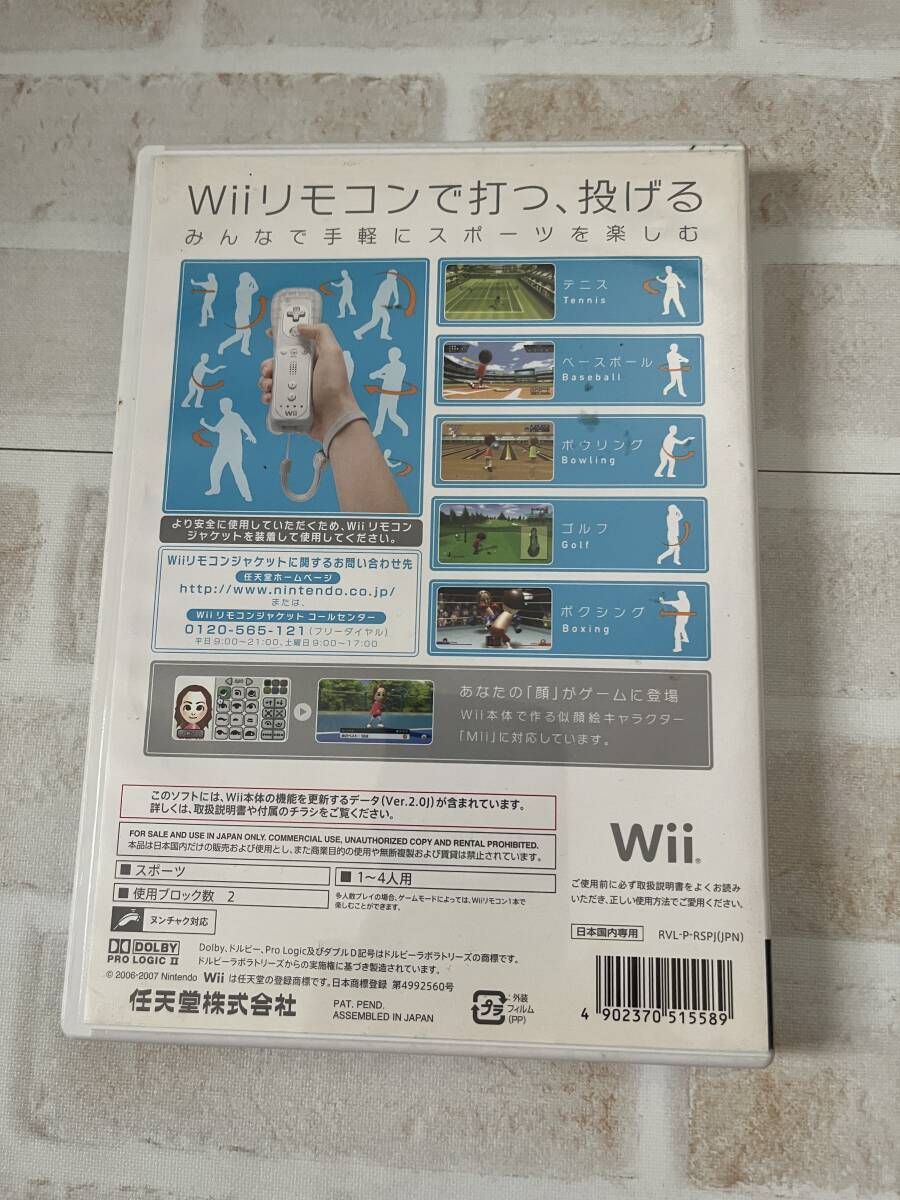 Wiiリモコンで打つ、投げる
みんなで手軽にスポーツを楽しむ
Wii
テニス
Tennis
ベースボール
Baseball
ボウリング
Bowling
ゴルフ
Golf
ボクシング
Boxing
より安全に使用していただくため、Wii リモコン
ジャケットを装着して使用してください。
Wiiリモコンジャケットに関するお問い合わせ先
任天堂ホームページ
http://www.nintendo.co.jp/
または、
Wii リモコンジャケット コールセンター
0120-565-121(フリーダイヤル)
平日 9:00〜21:00、土曜日 9:00〜17:00
あなたの「顔」がゲームに登場
Wii本体で作る似顔絵キャラクター
「Mii」に対応しています。
このソフトには、Wii本体の機能を更新するデータ(Ver.2.0J)が含まれています。
詳しくは、取扱説明書や付属のチラシをご覧ください。
FOR SALE AND USE IN JAPAN ONLY. COMMERCIAL USE, UNAUTHORIZED COPY AND RENTAL PROHIBITED.
本品は日本国内だけの販売および使用とし、また商業目的の使用や無断複製および賃貸は禁止されています。
■ スポーツ
■ 1〜4人用
■ 使用ブロック数 2
多人数プレイの場合、ゲームモードによっては、Wiiリモコン1本で
楽しむことができます。
ヌンチャク対応
Wii®
ご使用前に必ず取扱説明書をよくお読み
いただき、正しい使用方法でご愛用ください。
日本国内専用 RVL-P-RSPJ(JPN)
DOLBY
PRO LOGIC II
Dolby、ドルビー、Pro Logic及びダブルD記号はドルビーラボラトリーズの商標です。
ドルビーラボラトリーズからの実施権に基づき製造されています。
© 2006-2007 Nintendo Wii は任天堂の登録商標です。日本商標登録 第4992560号
任天堂株式会社
PAT. PEND.
ASSEMBLED IN JAPAN
プラ
外装
フィルム
(PP)
4 902370 515589